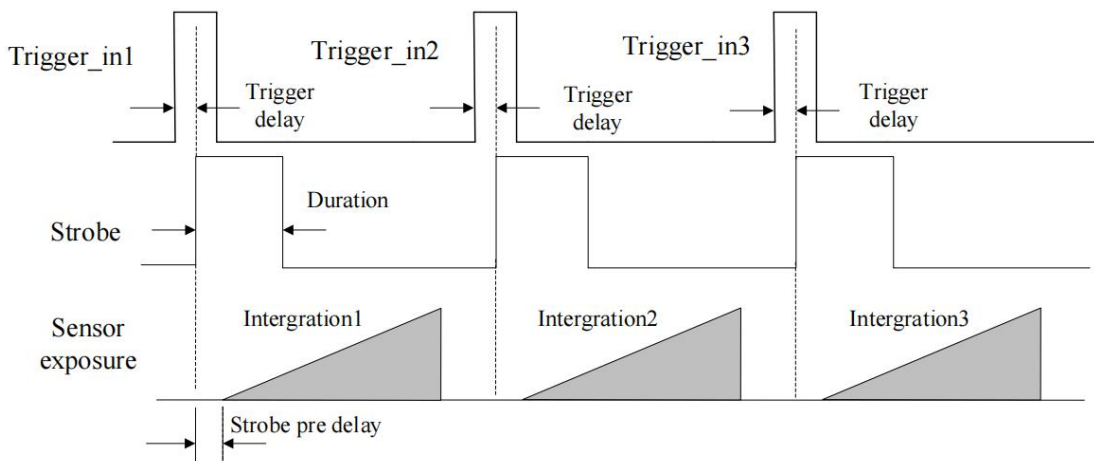 Trigger_in1
Trigger_in2
Trigger_in3
Trigger
delay
Trigger
delay
Trigger
delay
Duration
Strobe
Intergration1
Intergration2
Intergration3
Sensor
exposure
Strobe pre delay